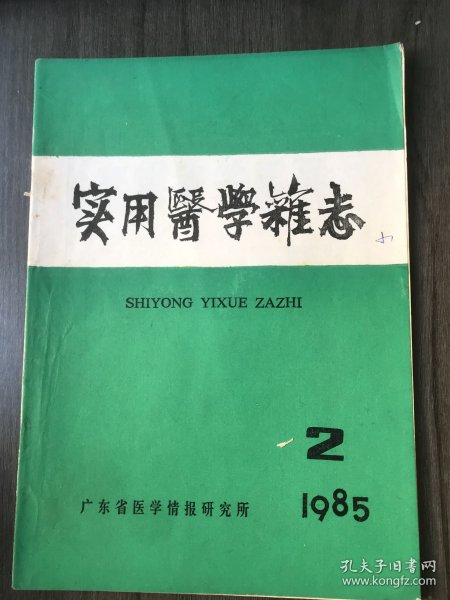 实用醫學雜志
SHIYONG YIXUE ZAZHI
2
广东省医学情报研究所
1985
孔夫子旧书网
www.kongfz.com